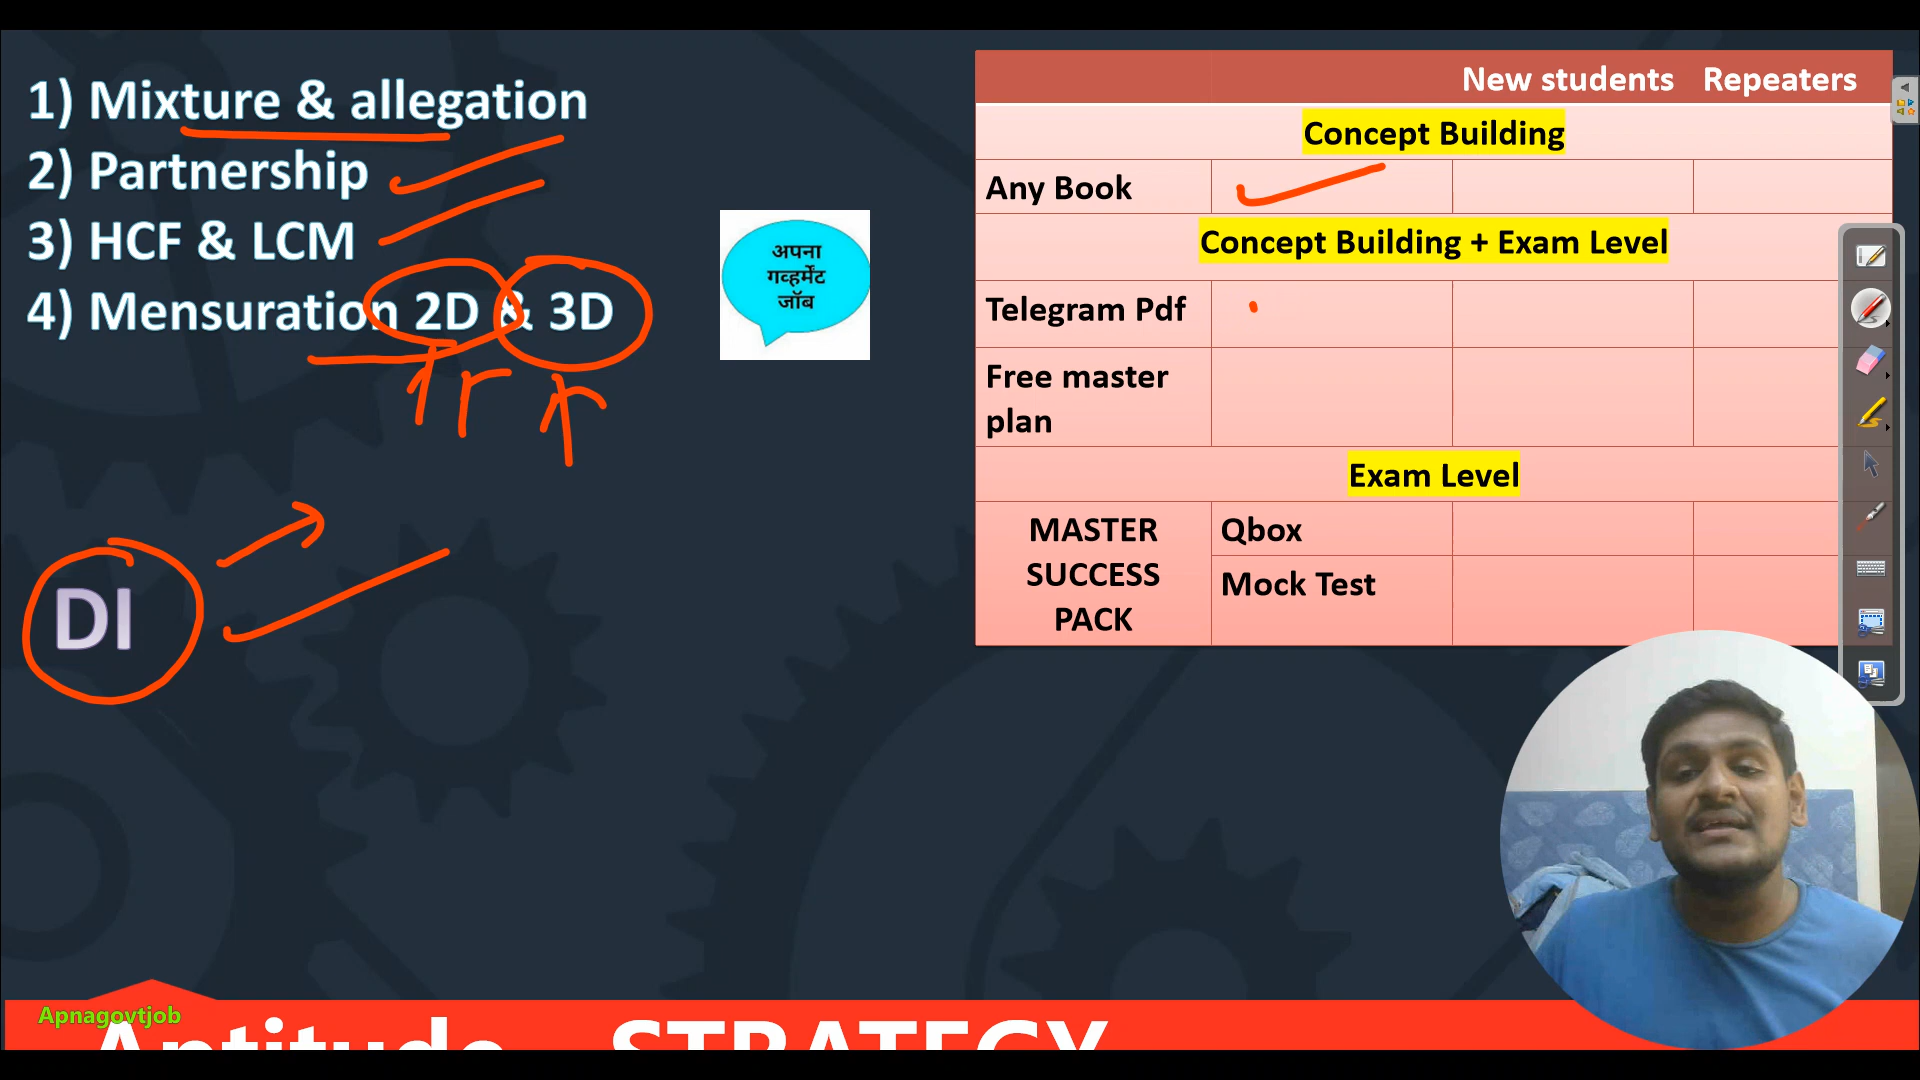 1) Mixture & allegation
2) Partnership
3) HCF & LCM
4) Mensuration 2D & 3D
DI
अपना
गव्हर्मेंट
जॉब
New students Repeaters
Concept Building
Any Book
Concept Building + Exam Level
Telegram Pdf
Free master
plan
Exam Level
MASTER
SUCCESS
PACK
Qbox
Mock Test
Apnagovtjob
Aptitude STRATEGY